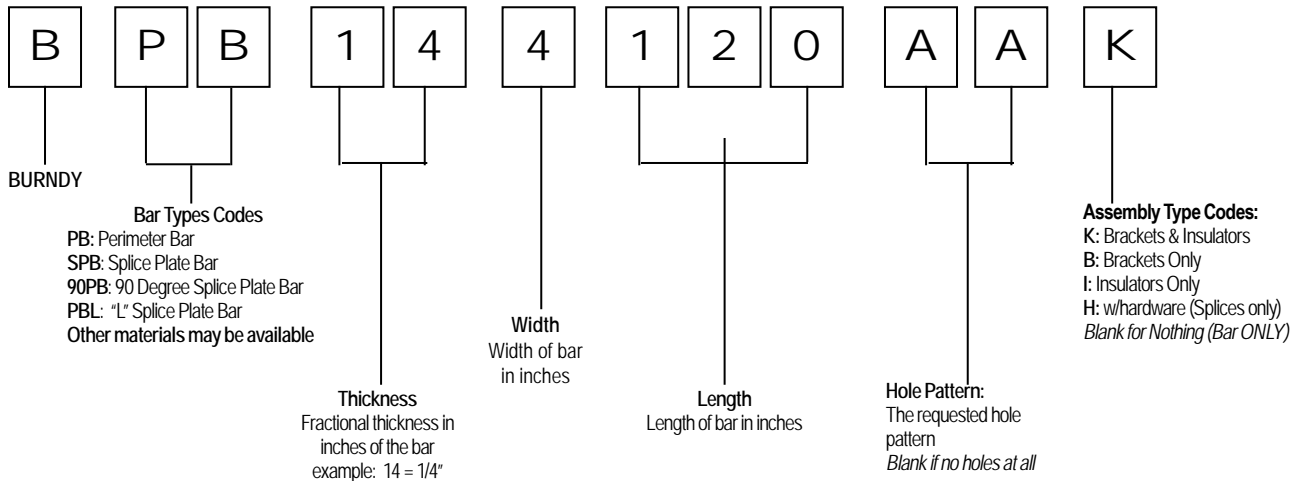 B P B 1 4 4 1 2 0 A A K
BURNDY
Bar Types Codes
PB: Perimeter Bar
SPB: Splice Plate Bar
90PB: 90 Degree Splice Plate Bar
PBL: "L" Splice Plate Bar
Other materials may be available
Thickness
Fractional thickness in
inches of the bar
example: 14 = 1/4"
Width
Width of bar
in inches
Length
Length of bar in inches
Hole Pattern:
The requested hole
pattern
Blank if no holes at all
Assembly Type Codes:
K: Brackets & Insulators
B: Brackets Only
I: Insulators Only
H: w/hardware (Splices only)
Blank for Nothing (Bar ONLY)